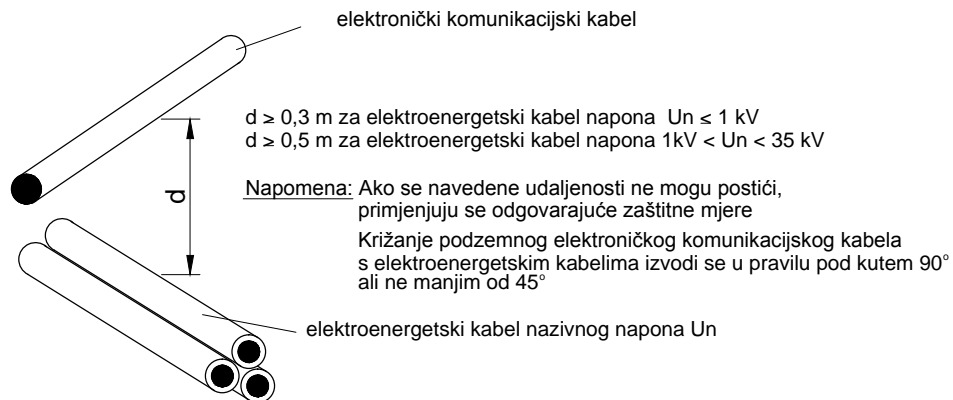 elektronički komunikacijski kabel
d ≥ 0,3 m za elektroenergetski kabel napona Un ≤ 1 kV
d ≥ 0,5 m za elektroenergetski kabel napona 1kV < Un < 35 kV
d
Napomena: Ako se navedene udaljenosti ne mogu postići,
primjenjuju se odgovarajuće zaštitne mjere
Križanje podzemnog elektroničkog komunikacijskog kabela
s elektroenergetskim kabelima izvodi se u pravilu pod kutem 90°
ali ne manjim od 45°
elektroenergetski kabel nazivnog napona Un